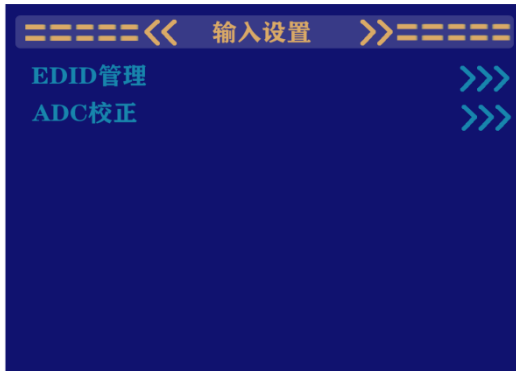 =====<< 输入设置 >>=====
EDID管理 >>>
ADC校正 >>>